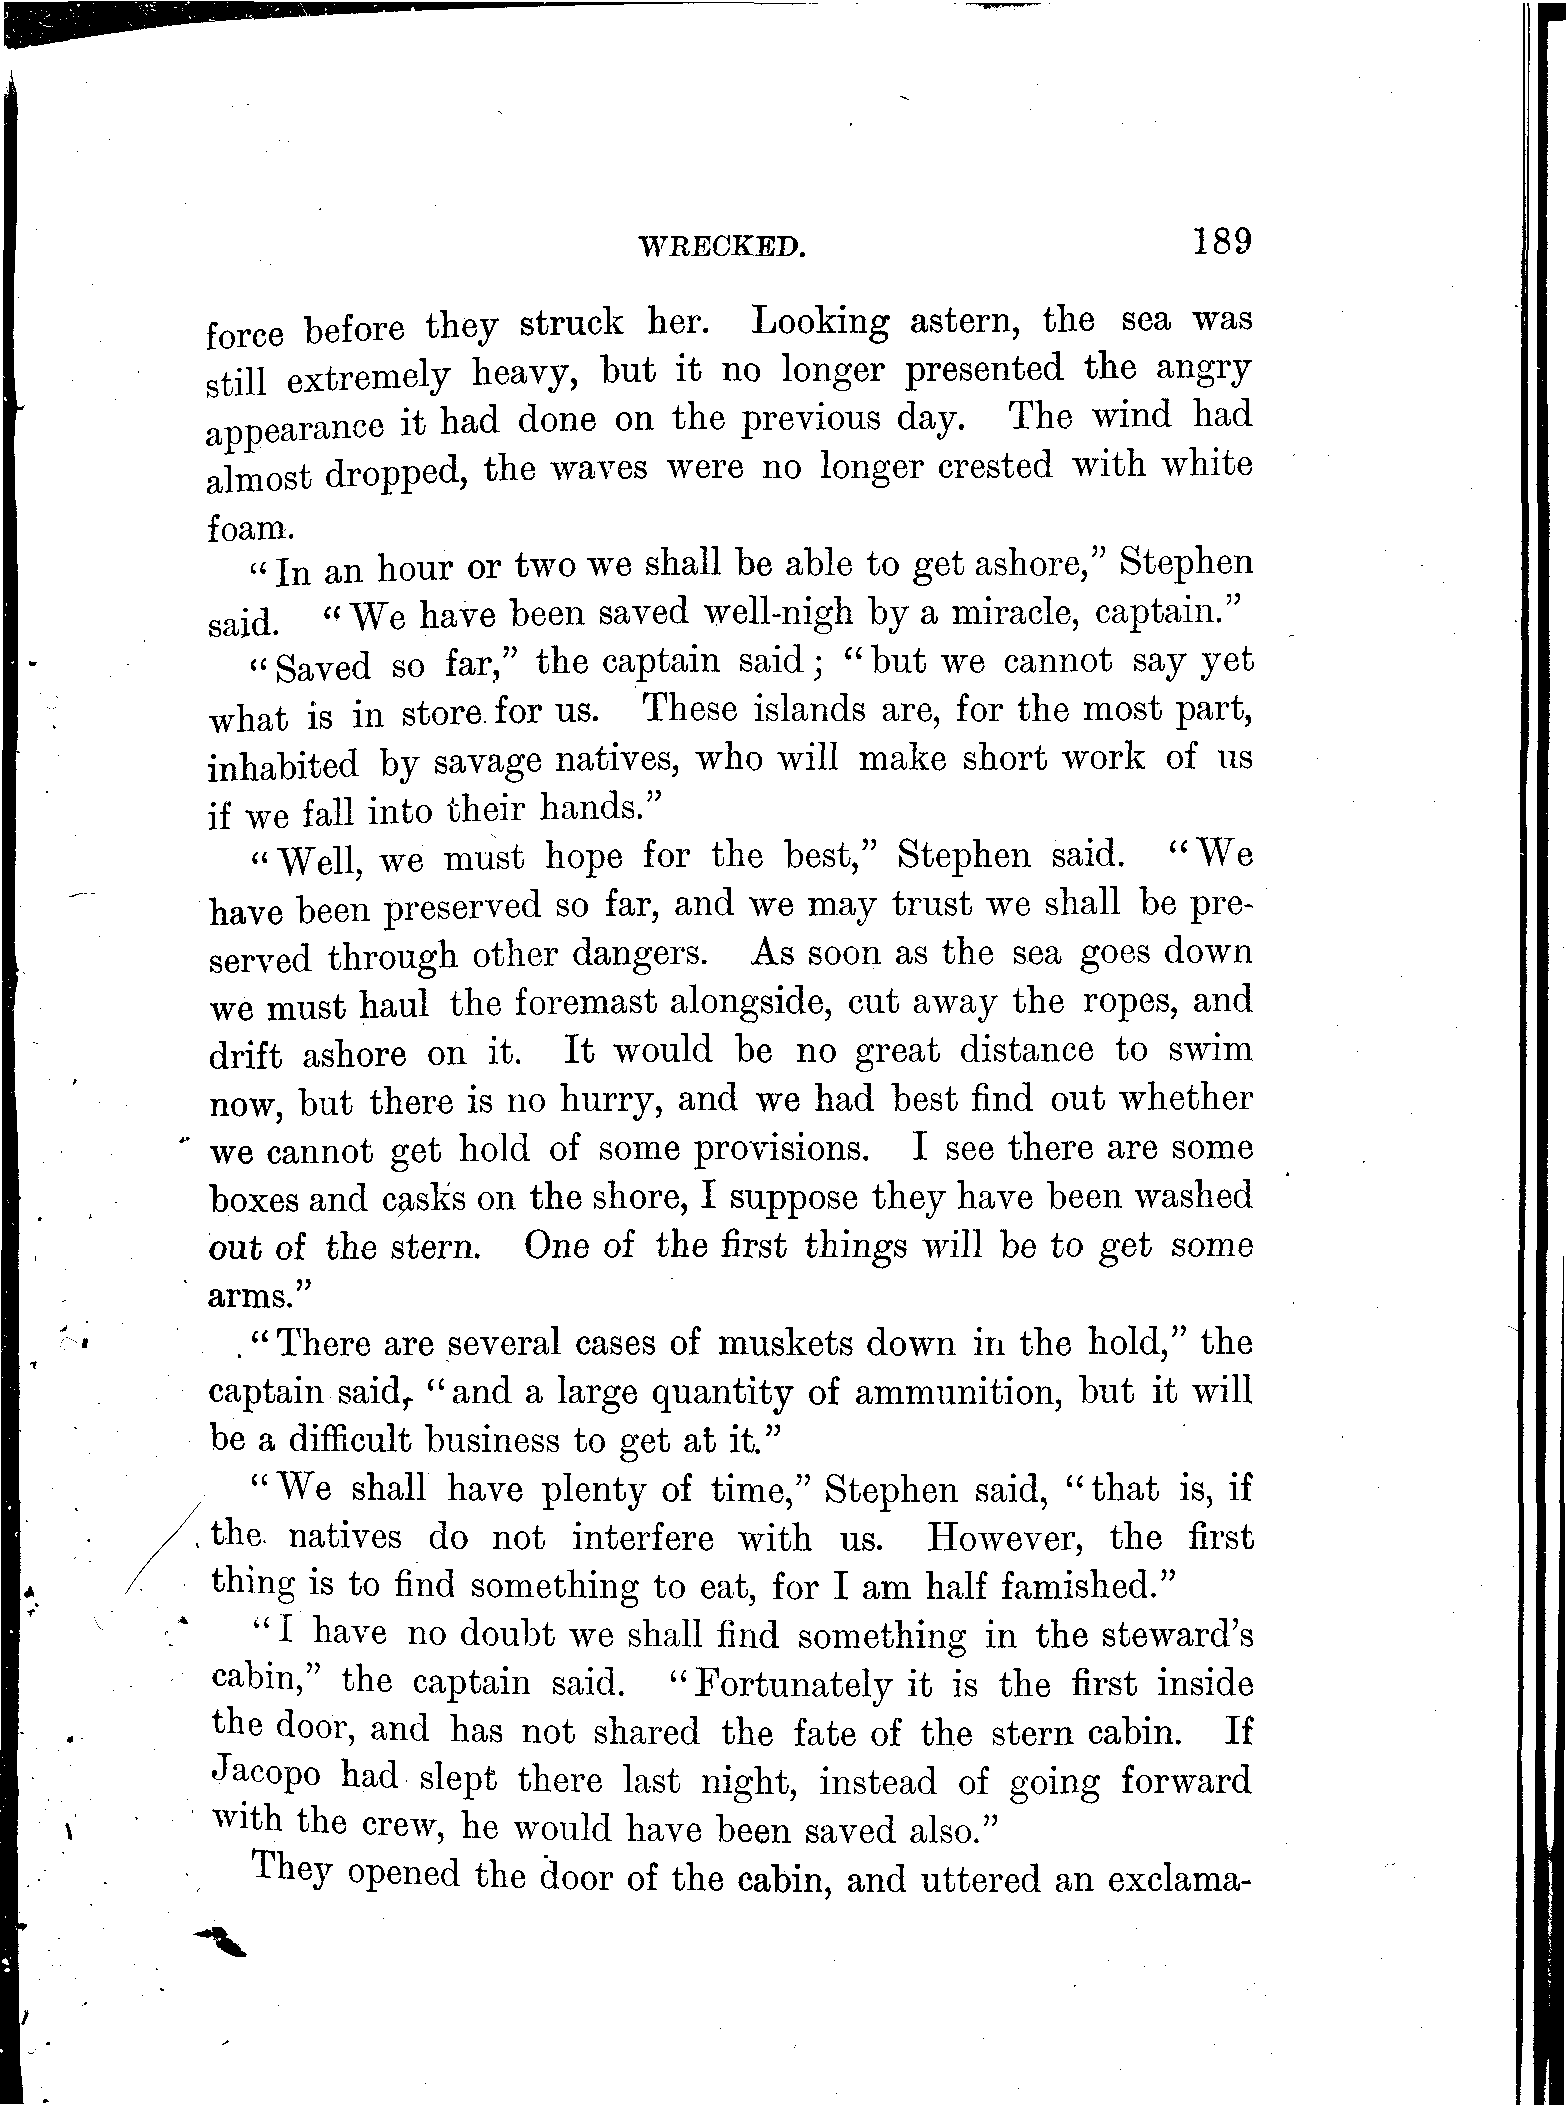 WRECKED. 189
force before they struck her. Looking astern, the sea was
still extremely heavy, but it no longer presented the angry
appearance it had done on the previous day. The wind had
almost dropped, the waves were no longer crested with white
foam.
“In an hour or two we shall be able to get ashore,” Stephen
said. “We have been saved well-nigh by a miracle, captain.”
“Saved so far,” the captain said; “but we cannot say yet
what is in store for us. These islands are, for the most part,
inhabited by savage natives, who will make short work of us
if we fall into their hands.”
“Well, we must hope for the best,” Stephen said. “We
have been preserved so far, and we may trust we shall be pre-
served through other dangers. As soon as the sea goes down
we must haul the foremast alongside, cut away the ropes, and
drift ashore on it. It would be no great distance to swim
now, but there is no hurry, and we had best find out whether
we cannot get hold of some provisions. I see there are some
boxes and casks on the shore, I suppose they have been washed
out of the stern. One of the first things will be to get some
arms.”
“There are several cases of muskets down in the hold,” the
captain said, “and a large quantity of ammunition, but it will
be a difficult business to get at it.”
“We shall have plenty of time,” Stephen said, “that is, if
the natives do not interfere with us. However, the first
thing is to find something to eat, for I am half famished.”
“I have no doubt we shall find something in the steward’s
cabin,” the captain said. “Fortunately it is the first inside
the door, and has not shared the fate of the stern cabin. If
Jacopo had slept there last night, instead of going forward
with the crew, he would have been saved also.”
They opened the door of the cabin, and uttered an exclama-